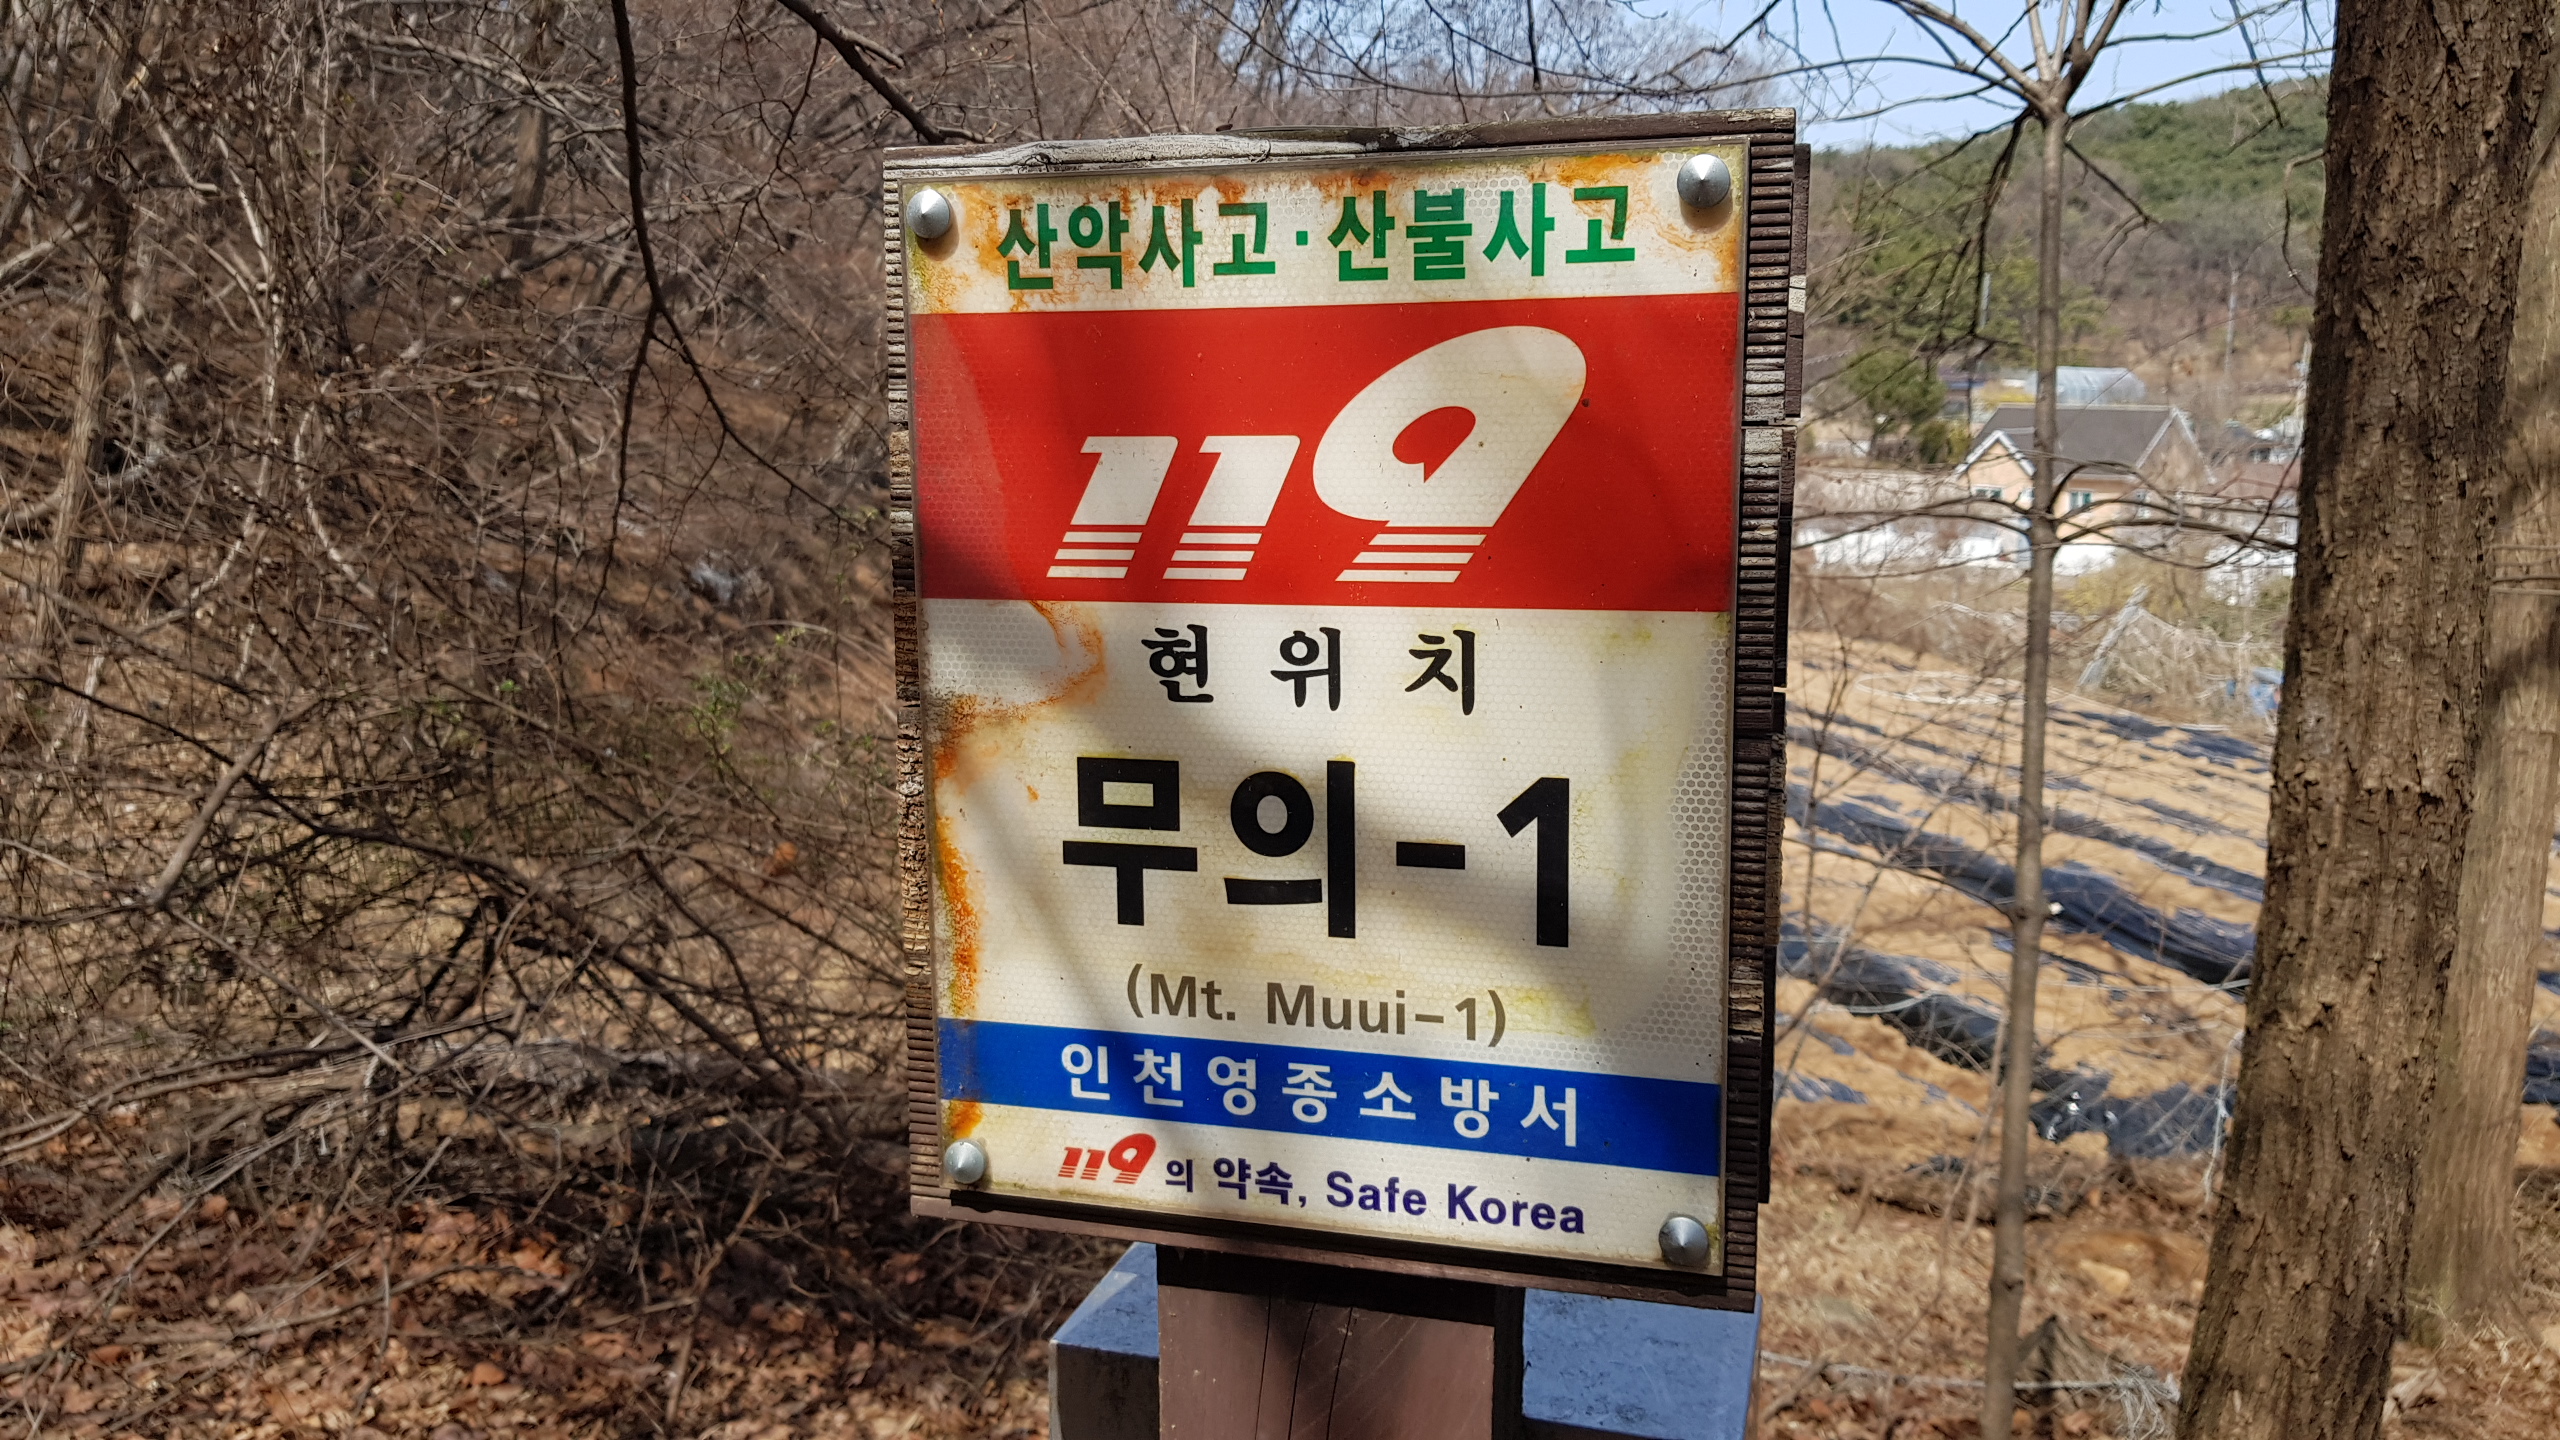 산악사고·산불사고
119
현위치
무의-1
(Mt. Muui-1)
인천영종소방서
119의 약속, Safe Korea